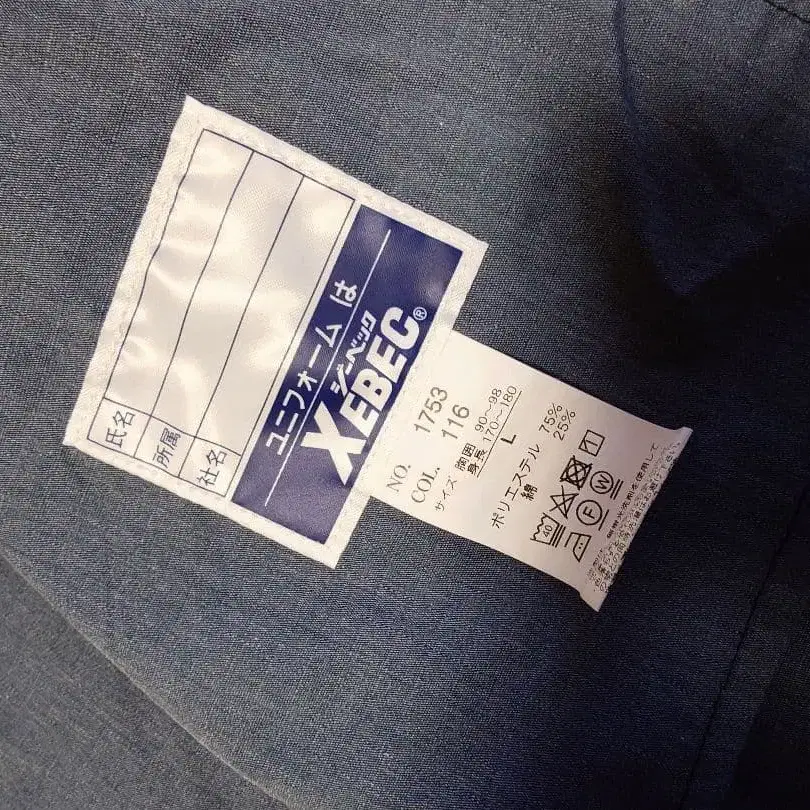 氏名
所属
社名
ユニフォームは
ジーベック
XEBEC®
NO. 1753
COL. 116
サイズ 胸囲 90〜98
身長 170〜180
L
ポリエステル 75%
綿 25%
40
F W